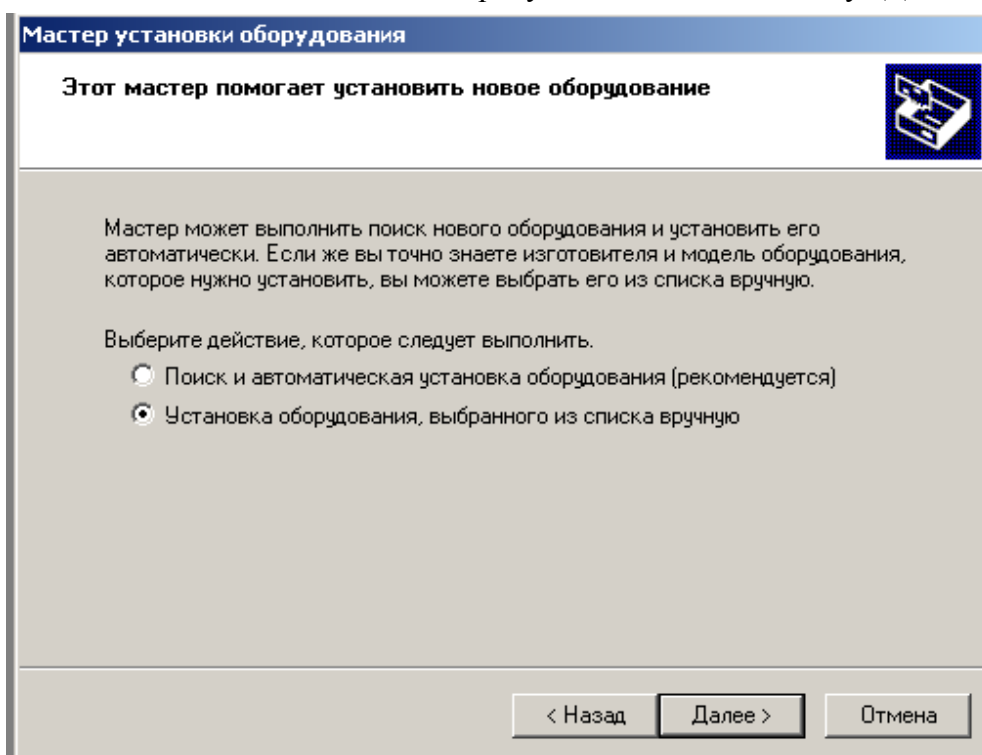 Мастер установки оборудования
Этот мастер помогает установить новое оборудование
Мастер может выполнить поиск нового оборудования и установить его
автоматически. Если же вы точно знаете изготовителя и модель оборудования,
которое нужно установить, вы можете выбрать его из списка вручную.
Выберите действие, которое следует выполнить.
Поиск и автоматическая установка оборудования (рекомендуется)
Установка оборудования, выбранного из списка вручную
< Назад Далее > Отмена